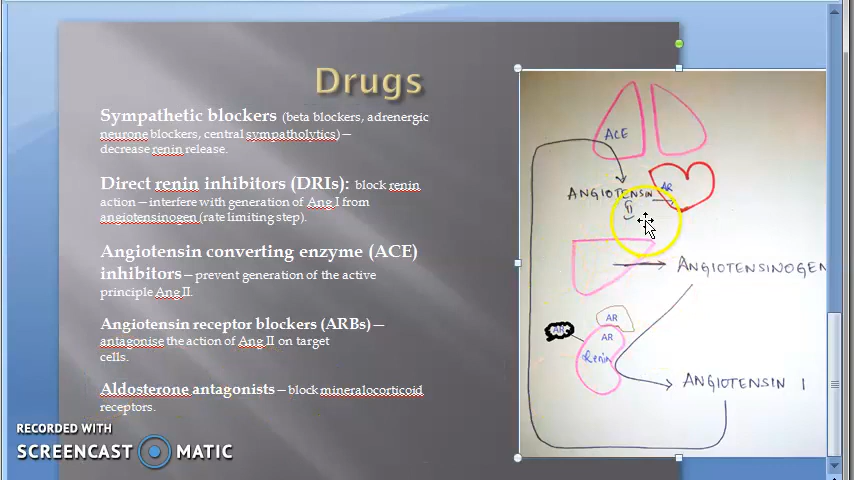 Drugs
Sympathetic blockers (beta blockers, adrenergic
neurone blockers, central sympatholytics) –
decrease renin release.
Direct renin inhibitors (DRIs): block renin
action – interfere with generation of Ang I from
angiotensinogen (rate limiting step).
Angiotensin converting enzyme (ACE)
inhibitors – prevent generation of the active
principle Ang II.
Angiotensin receptor blockers (ARBs) –
antagonise the action of Ang II on target
cells.
Aldosterone antagonists – block mineralocorticoid
receptors.
ACE
ANGIOTENSIN
II
AR
ANGIOTENSINOGEN
AR
AR
Renin
ANGIOTENSIN I
RECORDED WITH
SCREENCAST MATIC